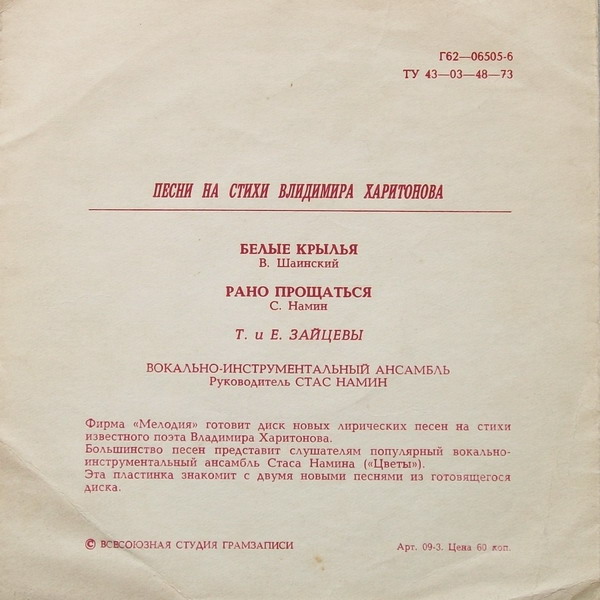 Г62—06505-6
ТУ 43—03—48—73
ПЕСНИ НА СТИХИ ВЛАДИМИРА ХАРИТОНОВА
БЕЛЫЕ КРЫЛЬЯ
В. Шаинский
РАНО ПРОЩАТЬСЯ
С. Намин
Т. и Е. ЗАЙЦЕВЫ
ВОКАЛЬНО-ИНСТРУМЕНТАЛЬНЫЙ АНСАМБЛЬ
Руководитель СТАС НАМИН
Фирма «Мелодия» готовит диск новых лирических песен на стихи
известного поэта Владимира Харитонова.
Большинство песен представит слушателям популярный вокально-
инструментальный ансамбль Стаса Намина («Цветы»).
Эта пластинка знакомит с двумя новыми песнями из готовящегося
диска.
© ВСЕСОЮЗНАЯ СТУДИЯ ГРАМЗАПИСИ
Арт. 09-3. Цена 60 коп.